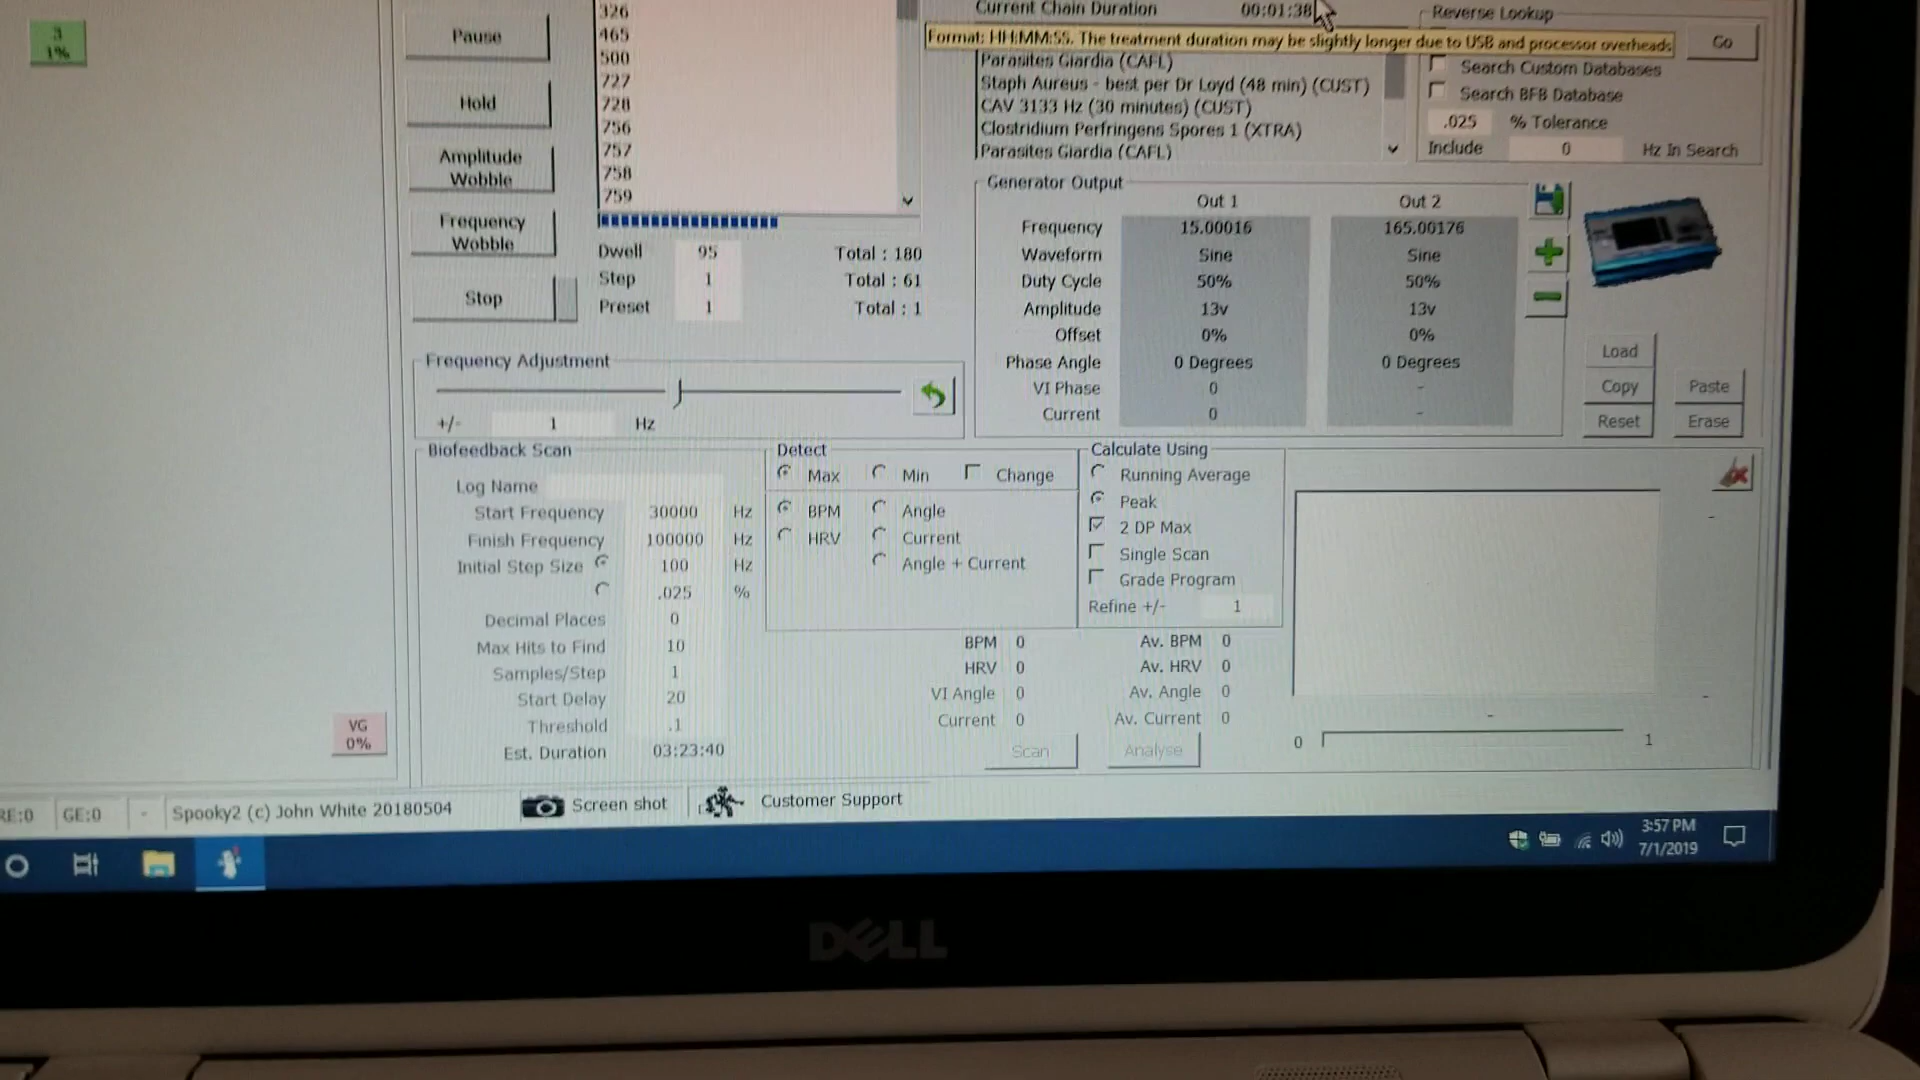 3
1%
Pause
Hold
Amplitude
Wobble
Frequency
Wobble
Stop
326
465
500
727
728
756
757
758
759
Dwell 95 Total : 180
Step 1 Total : 61
Preset 1 Total : 1
Current Chain Duration 00:01:38
Format: HH:MM:SS. The treatment duration may be slightly longer due to USB and processor overheads
Parasites Giardia (CAFL)
Staph Aureus - best per Dr Loyd (48 min) (CUST)
CAV 3133 Hz (30 minutes) (CUST)
Clostridium Perfringens Spores 1 (XTRA)
Parasites Giardia (CAFL)
Reverse Lookup
Go
Search Custom Databases
Search BFB Database
.025 % Tolerance
Include 0 Hz In Search
Generator Output
Out 1 Out 2
Frequency 15.00016 165.00176
Waveform Sine Sine
Duty Cycle 50% 50%
Amplitude 13v 13v
Offset 0% 0%
Phase Angle 0 Degrees 0 Degrees
VI Phase 0 -
Current 0 -
Load
Copy Paste
Reset Erase
Frequency Adjustment
+/- 1 Hz
Biofeedback Scan
Log Name
Start Frequency 30000 Hz
Finish Frequency 100000 Hz
Initial Step Size 100 Hz
.025 %
Decimal Places 0
Max Hits to Find 10
Samples/Step 1
Start Delay 20
Threshold .1
Est. Duration 03:23:40
Detect
Max Min Change
BPM Angle
HRV Current
Angle + Current
Calculate Using
Running Average
Peak
2 DP Max
Single Scan
Grade Program
Refine +/- 1
BPM 0 Av. BPM 0
HRV 0 Av. HRV 0
VI Angle 0 Av. Angle 0
Current 0 Av. Current 0
Scan Analyse
-
-
-
0 1
VG
0%
RE:0 GE:0 - Spooky2 (c) John White 20180504
Screen shot Customer Support
3:57 PM
7/1/2019
DELL